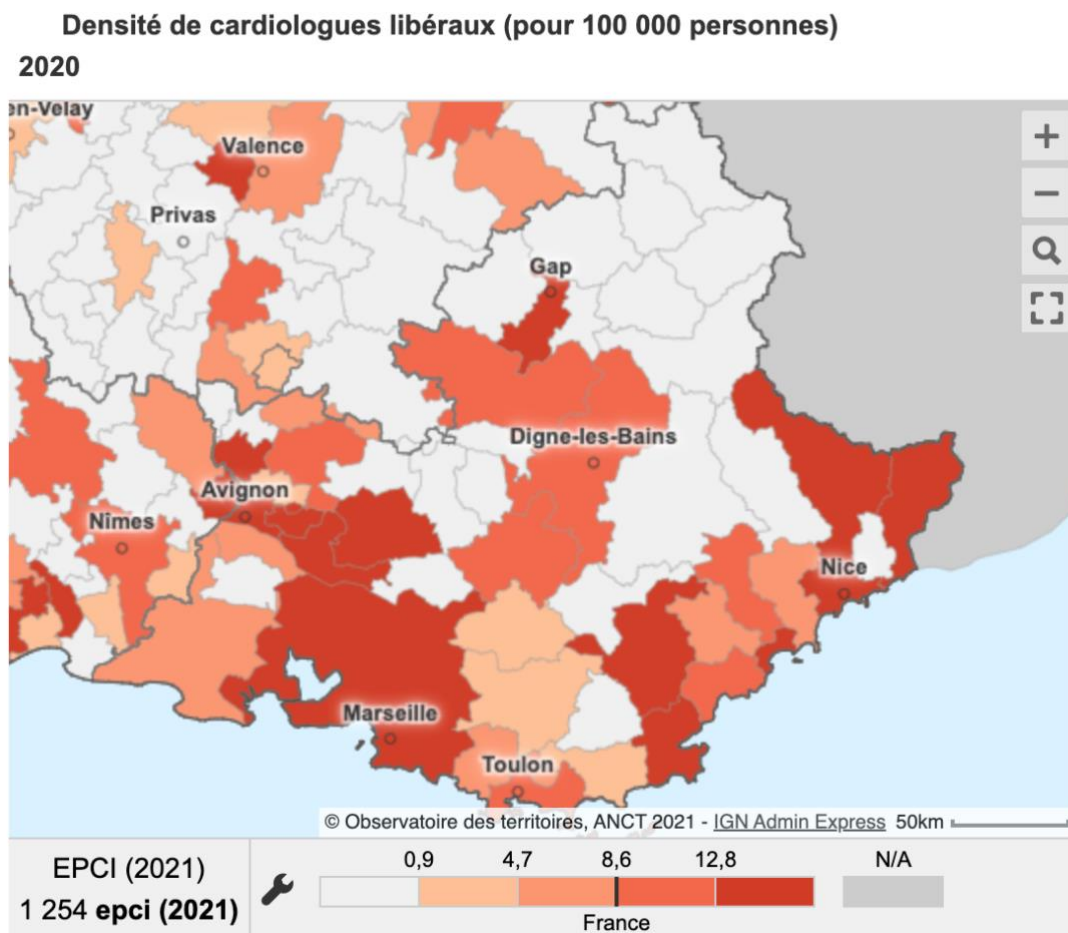 Densité de cardiologues libéraux (pour 100 000 personnes)
2020
en-Velay
Valence
Privas
Gap
Digne-les-Bains
Avignon
Nîmes
Nice
Marseille
Toulon
+
−
© Observatoire des territoires, ANCT 2021 - IGN Admin Express 50km
EPCI (2021)
1 254 epci (2021)
0,9 4,7 8,6 12,8 N/A
France